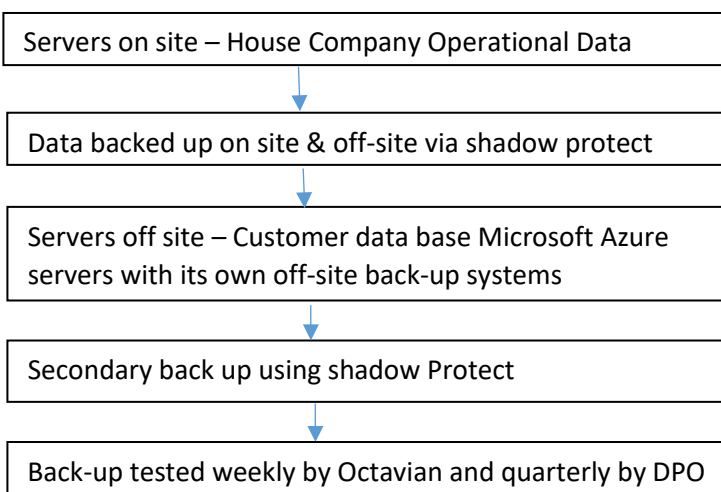 Servers on site – House Company Operational Data
Data backed up on site & off-site via shadow protect
Servers off site – Customer data base Microsoft Azure
servers with its own off-site back-up systems
Secondary back up using shadow Protect
Back-up tested weekly by Octavian and quarterly by DPO